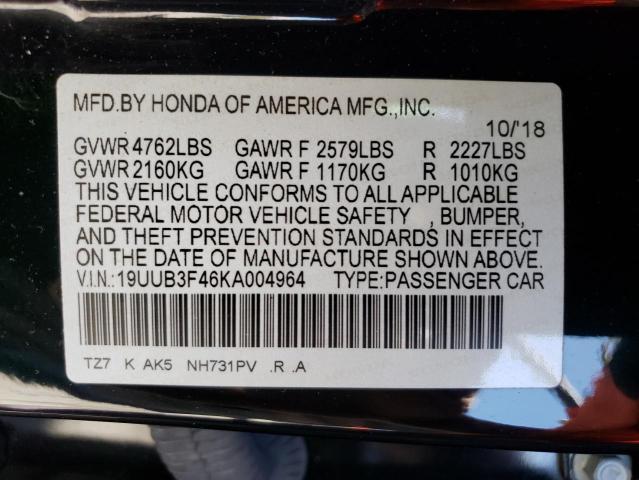 MFD.BY HONDA OF AMERICA MFG.,INC.
10/'18
GVWR 4762LBS GAWR F 2579LBS R 2227LBS
GVWR 2160KG GAWR F 1170KG R 1010KG
THIS VEHICLE CONFORMS TO ALL APPLICABLE
FEDERAL MOTOR VEHICLE SAFETY , BUMPER,
AND THEFT PREVENTION STANDARDS IN EFFECT
ON THE DATE OF MANUFACTURE SHOWN ABOVE.
V.I.N.:19UUB3F46KA004964 TYPE:PASSENGER CAR
TZ7 K AK5 NH731PV .R .A